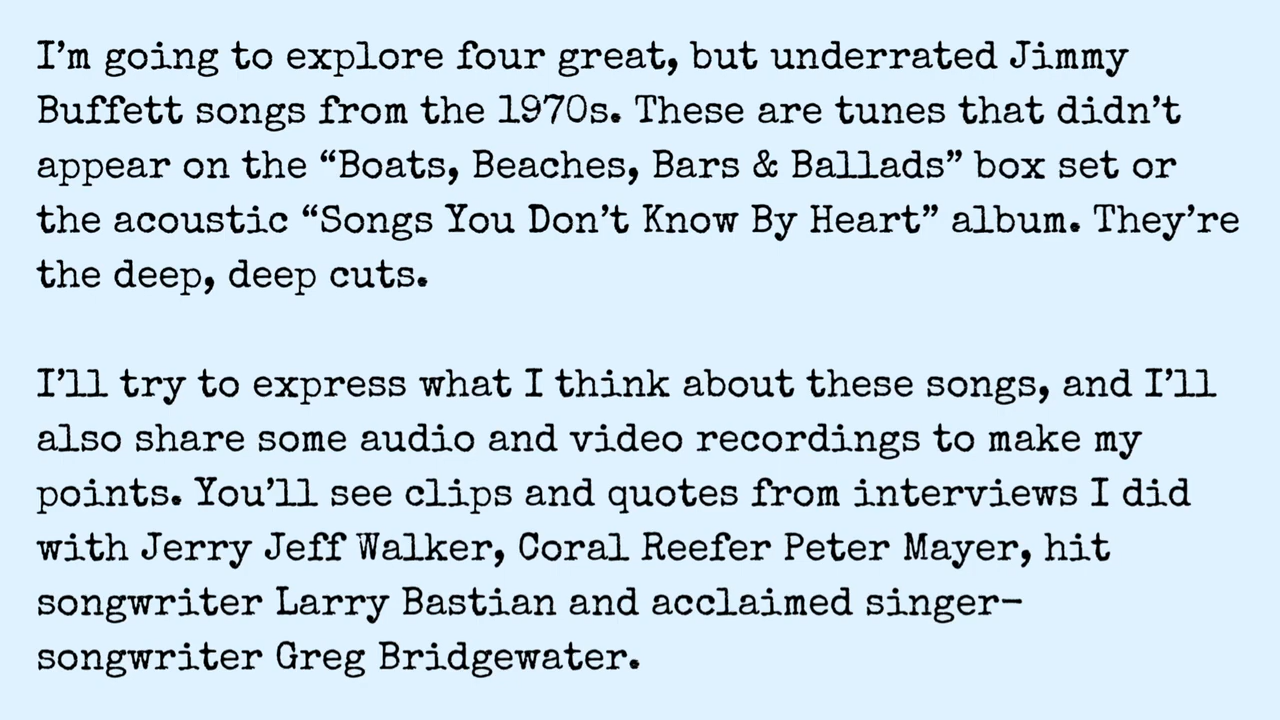 I’m going to explore four great, but underrated Jimmy
Buffett songs from the 1970s. These are tunes that didn’t
appear on the “Boats, Beaches, Bars & Ballads” box set or
the acoustic “Songs You Don’t Know By Heart” album. They’re
the deep, deep cuts.
I’ll try to express what I think about these songs, and I’ll
also share some audio and video recordings to make my
points. You’ll see clips and quotes from interviews I did
with Jerry Jeff Walker, Coral Reefer Peter Mayer, hit
songwriter Larry Bastian and acclaimed singer-
songwriter Greg Bridgewater.